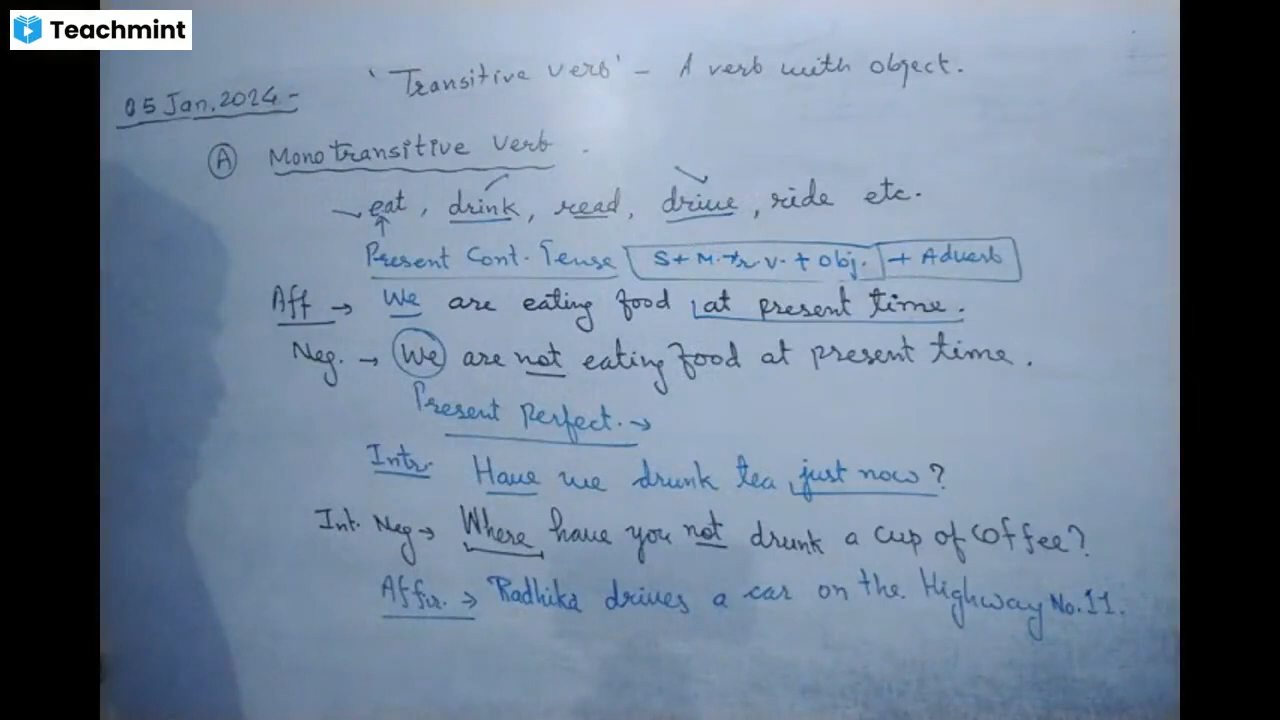 Teachmint
'Transitive verb' - A verb with object.
05 Jan, 2024 -
(A) Monotransitive verb
eat, drink, read, drive, ride etc.
Present Cont. Tense S+ M. tr. v. + Obj. + Adverb
Aff → We are eating food at present time.
Neg. → We are not eating food at present time.
Present Perfect. →
Intr. Have we drunk tea just now?
Int. Neg → Where have you not drunk a cup of coffee?
Affir. → Radhika drives a car on the Highway No. 11.